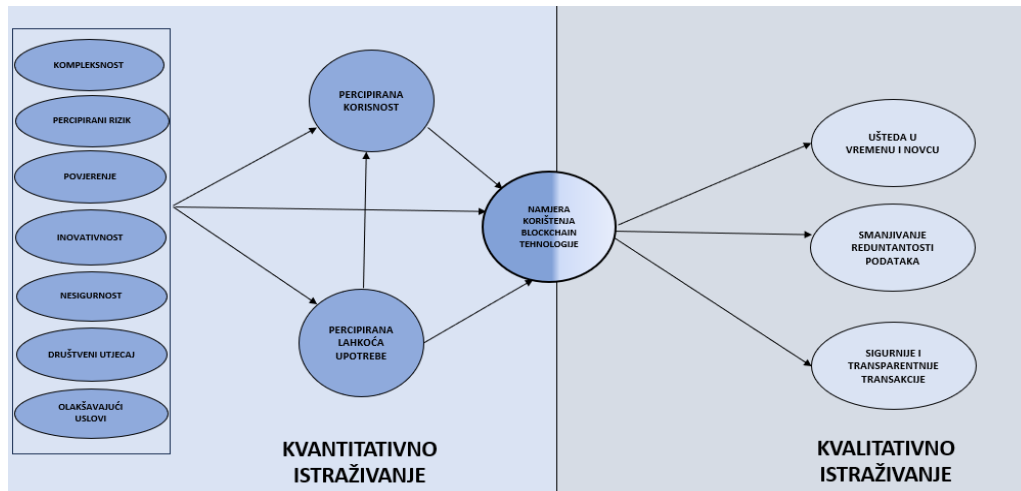 KOMPLEKSNOST
PERCIPIRANI RIZIK
POVJERENJE
INOVATIVNOST
NESIGURNOST
DRUŠTVENI UTJECAJ
OLAKŠAVAJUĆI
USLOVI
PERCIPIRANA
KORISNOST
PERCIPIRANA
LAHKOĆA
UPOTREBE
NAMJERA
KORIŠTENJA
BLOCKCHAIN
TEHNOLOGIJE
KVANTITATIVNO
ISTRAŽIVANJE
UŠTEDA U
VREMENU I NOVCU
SMANJIVANJE
REDUNTANTOSTI
PODATAKA
SIGURNIJE I
TRANSPARENTNIJE
TRANSAKCIJE
KVALITATIVNO
ISTRAŽIVANJE